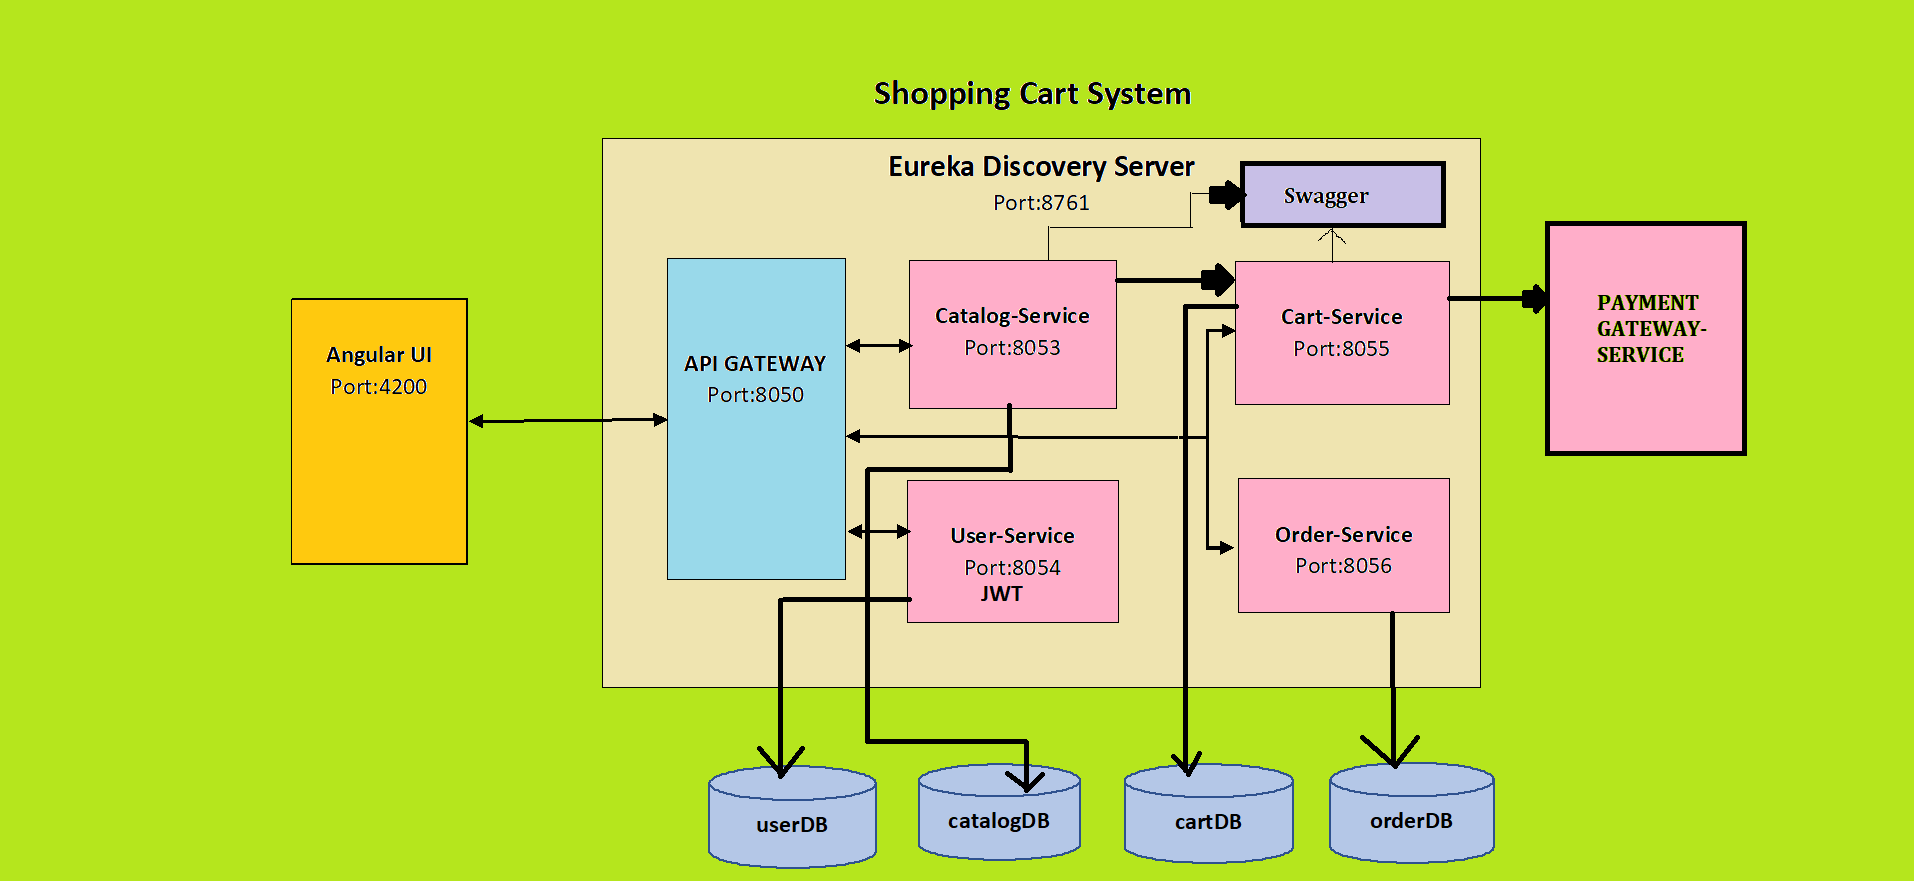 Shopping Cart System
Eureka Discovery Server
Port:8761
Swagger
Angular UI
Port:4200
API GATEWAY
Port:8050
Catalog-Service
Port:8053
Cart-Service
Port:8055
PAYMENT
GATEWAY-
SERVICE
User-Service
Port:8054
JWT
Order-Service
Port:8056
userDB
catalogDB
cartDB
orderDB